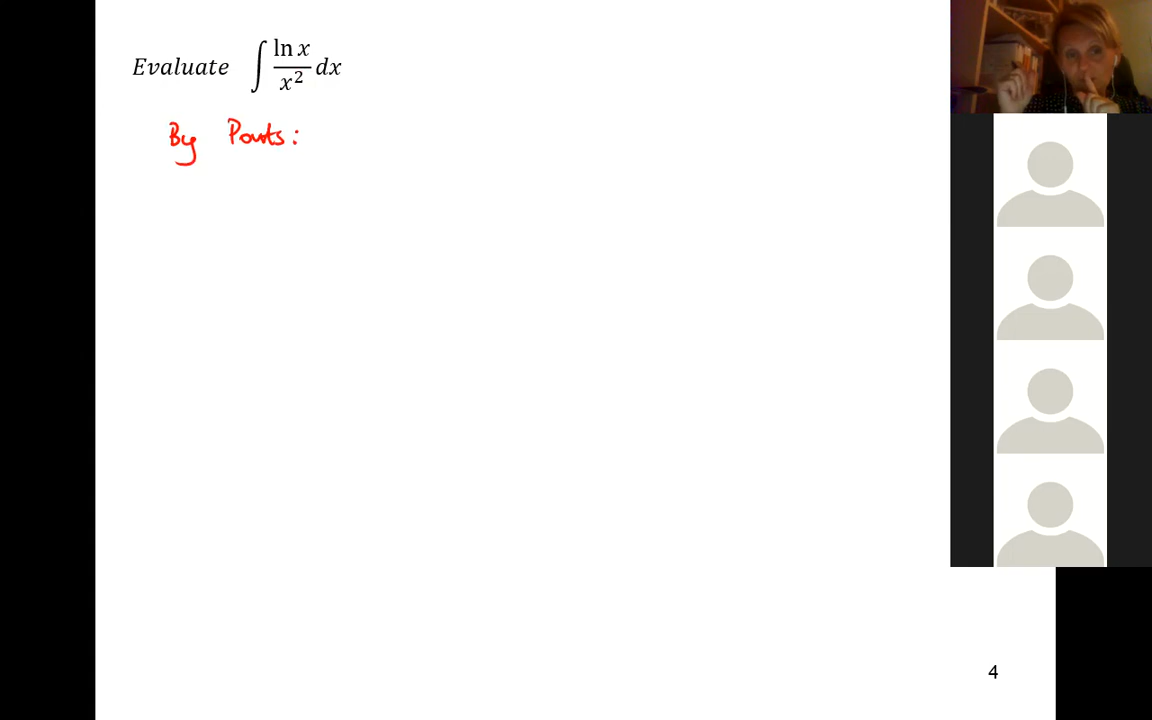 Evaluate ∫ ln x / x² dx
By Parts:
4